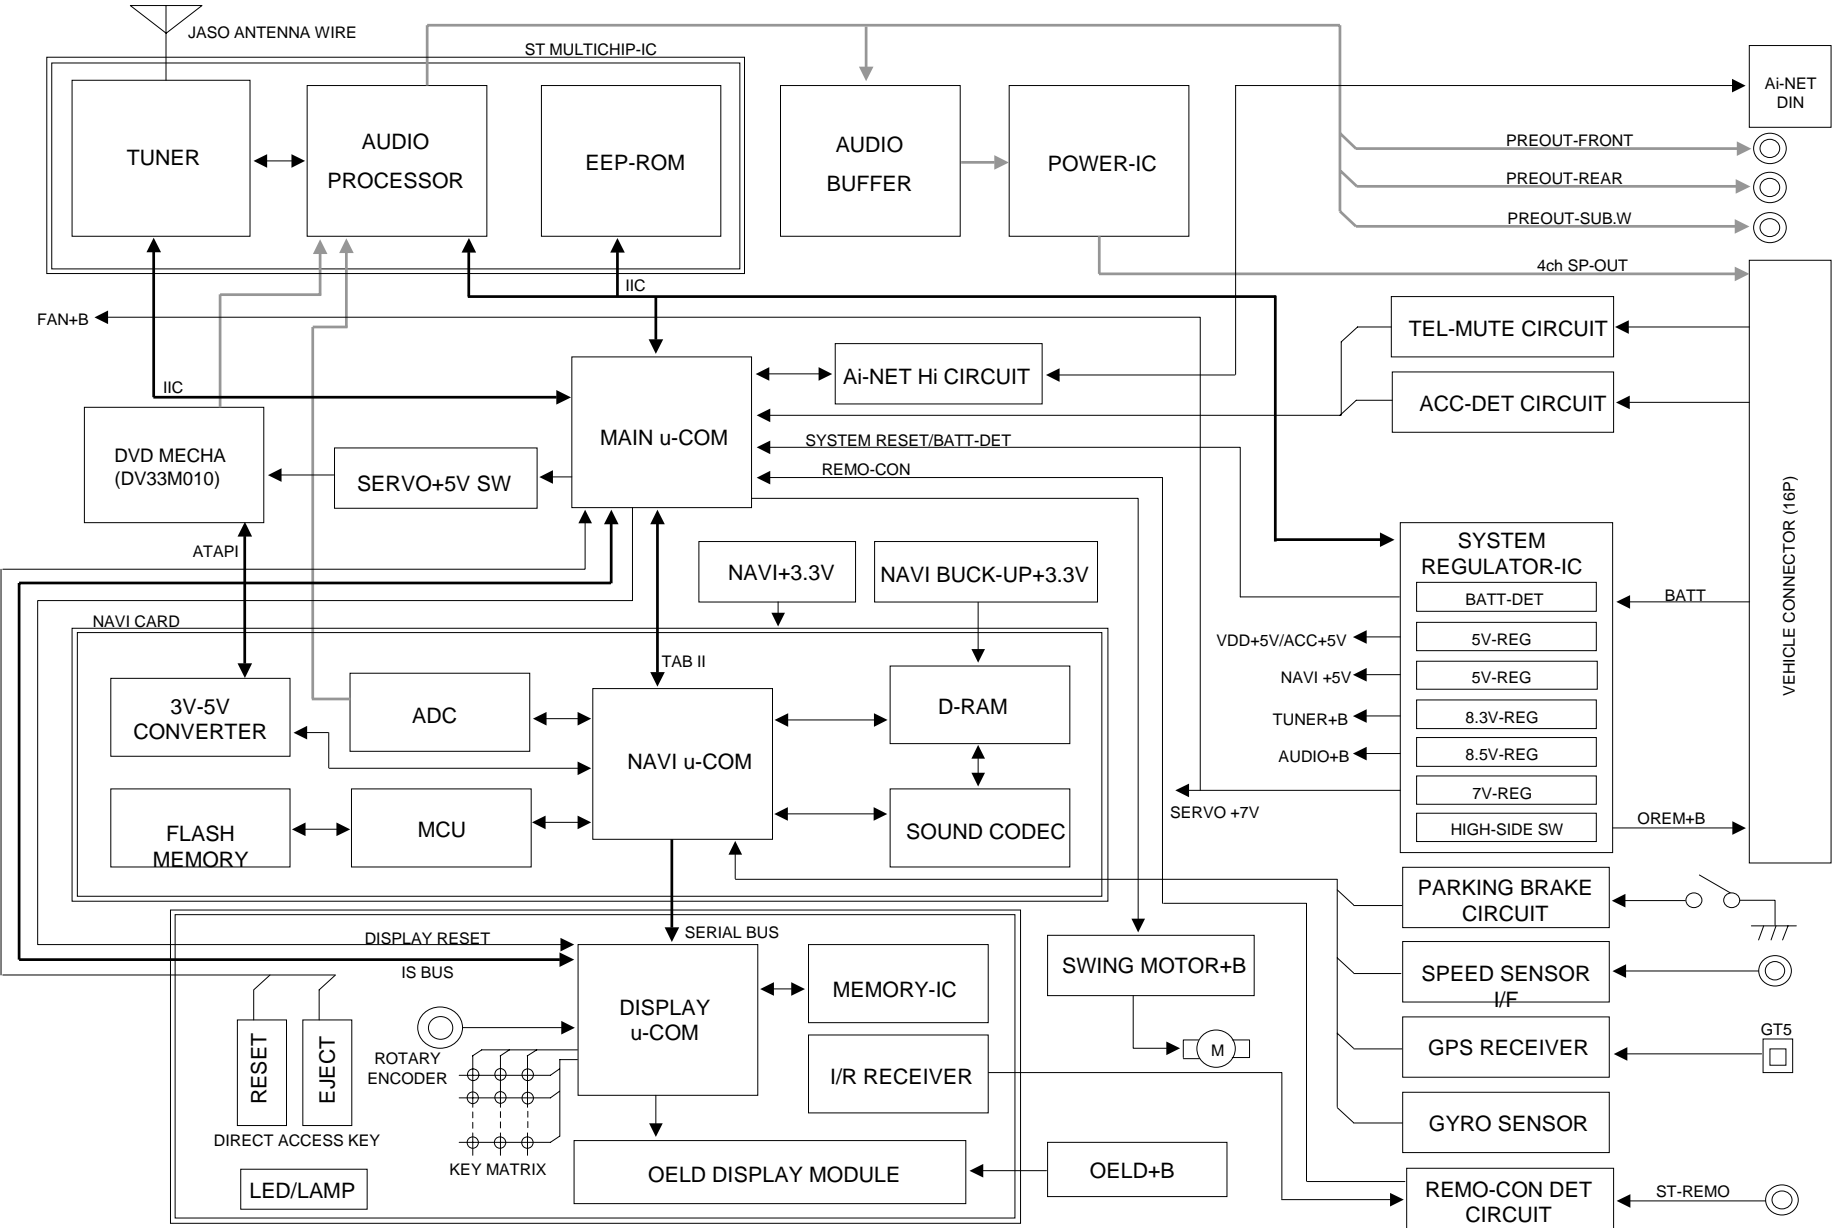 JASO ANTENNA WIRE
ST MULTICHIP-IC
TUNER
AUDIO
PROCESSOR
EEP-ROM
AUDIO
BUFFER
POWER-IC
Ai-NET
DIN
PREOUT-FRONT
PREOUT-REAR
PREOUT-SUB.W
4ch SP-OUT
IIC
FAN+B
TEL-MUTE CIRCUIT
IIC
Ai-NET Hi CIRCUIT
ACC-DET CIRCUIT
DVD MECHA
(DV33M010)
SERVO+5V SW
MAIN u-COM
SYSTEM RESET/BATT-DET
REMO-CON
VEHICLE CONNECTOR (16P)
ATAPI
NAVI+3.3V
NAVI BUCK-UP+3.3V
SYSTEM
REGULATOR-IC
BATT-DET
BATT
NAVI CARD
TAB II
VDD+5V/ACC+5V
5V-REG
NAVI +5V
5V-REG
TUNER+B
8.3V-REG
AUDIO+B
8.5V-REG
SERVO +7V
7V-REG
HIGH-SIDE SW
OREM+B
3V-5V
CONVERTER
ADC
NAVI u-COM
D-RAM
FLASH
MEMORY
MCU
SOUND CODEC
PARKING BRAKE
CIRCUIT
DISPLAY RESET
SERIAL BUS
IS BUS
SWING MOTOR+B
SPEED SENSOR
I/F
DISPLAY
u-COM
MEMORY-IC
RESET
EJECT
ROTARY
ENCODER
I/R RECEIVER
M
GPS RECEIVER
GT5
GYRO SENSOR
DIRECT ACCESS KEY
KEY MATRIX
LED/LAMP
OELD DISPLAY MODULE
OELD+B
REMO-CON DET
CIRCUIT
ST-REMO